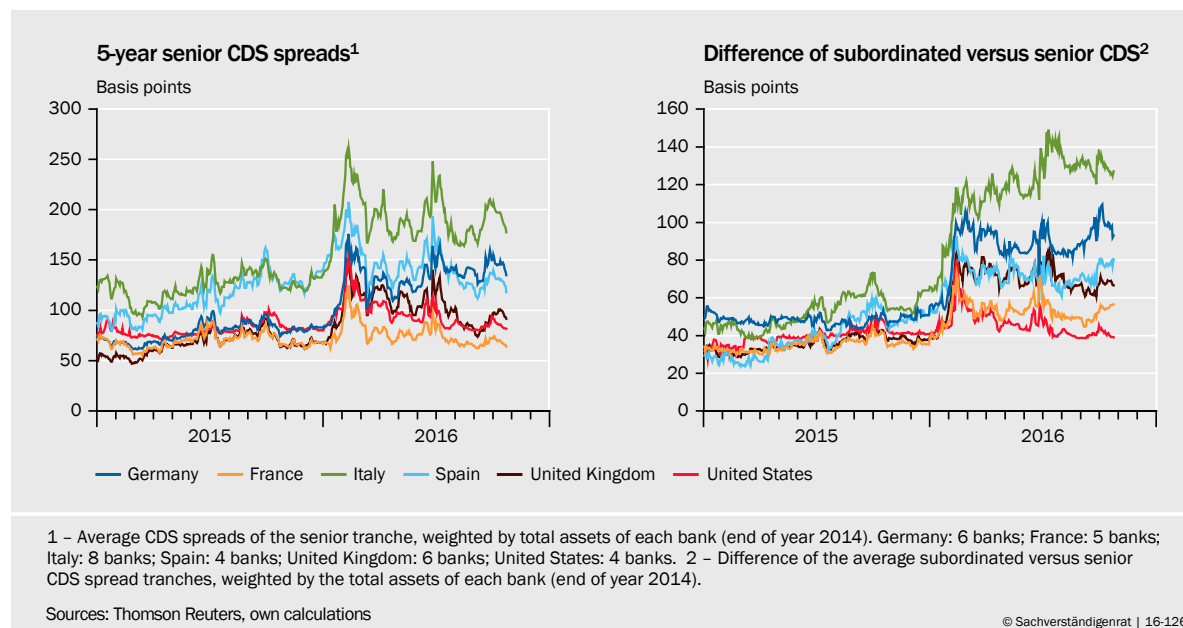 5-year senior CDS spreads¹
Basis points
300
250
200
150
100
50
0
2015
2016
Difference of subordinated versus senior CDS²
Basis points
160
140
120
100
80
60
40
20
0
2015
2016
Germany
France
Italy
Spain
United Kingdom
United States
1 – Average CDS spreads of the senior tranche, weighted by total assets of each bank (end of year 2014). Germany: 6 banks; France: 5 banks;
Italy: 8 banks; Spain: 4 banks; United Kingdom: 6 banks; United States: 4 banks.  2 – Difference of the average subordinated versus senior
CDS spread tranches, weighted by the total assets of each bank (end of year 2014).
Sources: Thomson Reuters, own calculations
© Sachverständigenrat | 16-126